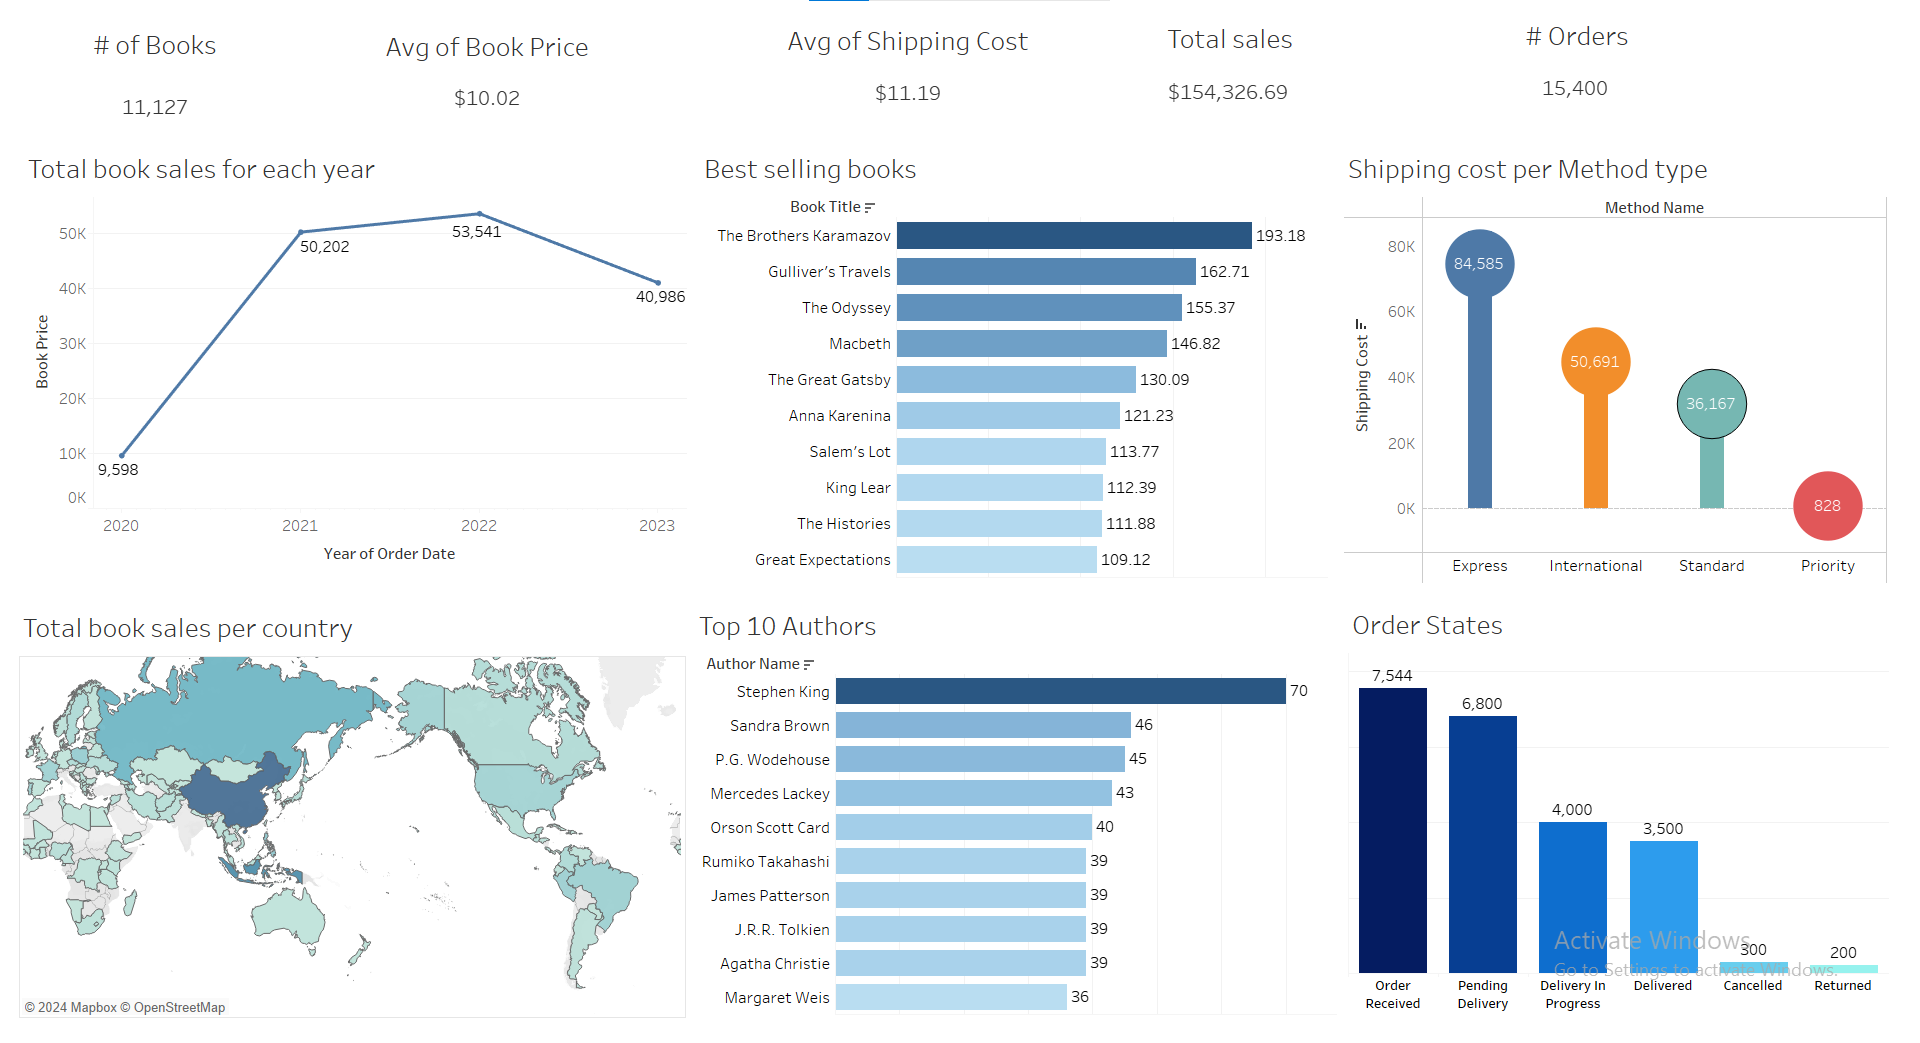 # of Books
11,127
Avg of Book Price
$10.02
Avg of Shipping Cost
$11.19
Total sales
$154,326.69
# Orders
15,400
Total book sales for each year
Book Price
50K
40K
30K
20K
10K
0K
9,598
50,202
53,541
40,986
2020
2021
2022
2023
Year of Order Date
Best selling books
Book Title
The Brothers Karamazov 193.18
Gulliver’s Travels 162.71
The Odyssey 155.37
Macbeth 146.82
The Great Gatsby 130.09
Anna Karenina 121.23
Salem’s Lot 113.77
King Lear 112.39
The Histories 111.88
Great Expectations 109.12
Shipping cost per Method type
Method Name
Shipping Cost
80K
60K
40K
20K
0K
84,585
50,691
36,167
828
Express
International
Standard
Priority
Total book sales per country
© 2024 Mapbox © OpenStreetMap
Top 10 Authors
Author Name
Stephen King 70
Sandra Brown 46
P.G. Wodehouse 45
Mercedes Lackey 43
Orson Scott Card 40
Rumiko Takahashi 39
James Patterson 39
J.R.R. Tolkien 39
Agatha Christie 39
Margaret Weis 36
Order States
7,544
6,800
4,000
3,500
300
200
Order
Received
Pending
Delivery
Delivery In
Progress
Delivered
Cancelled
Returned
Activate Windows
Go to Settings to activate Windows.